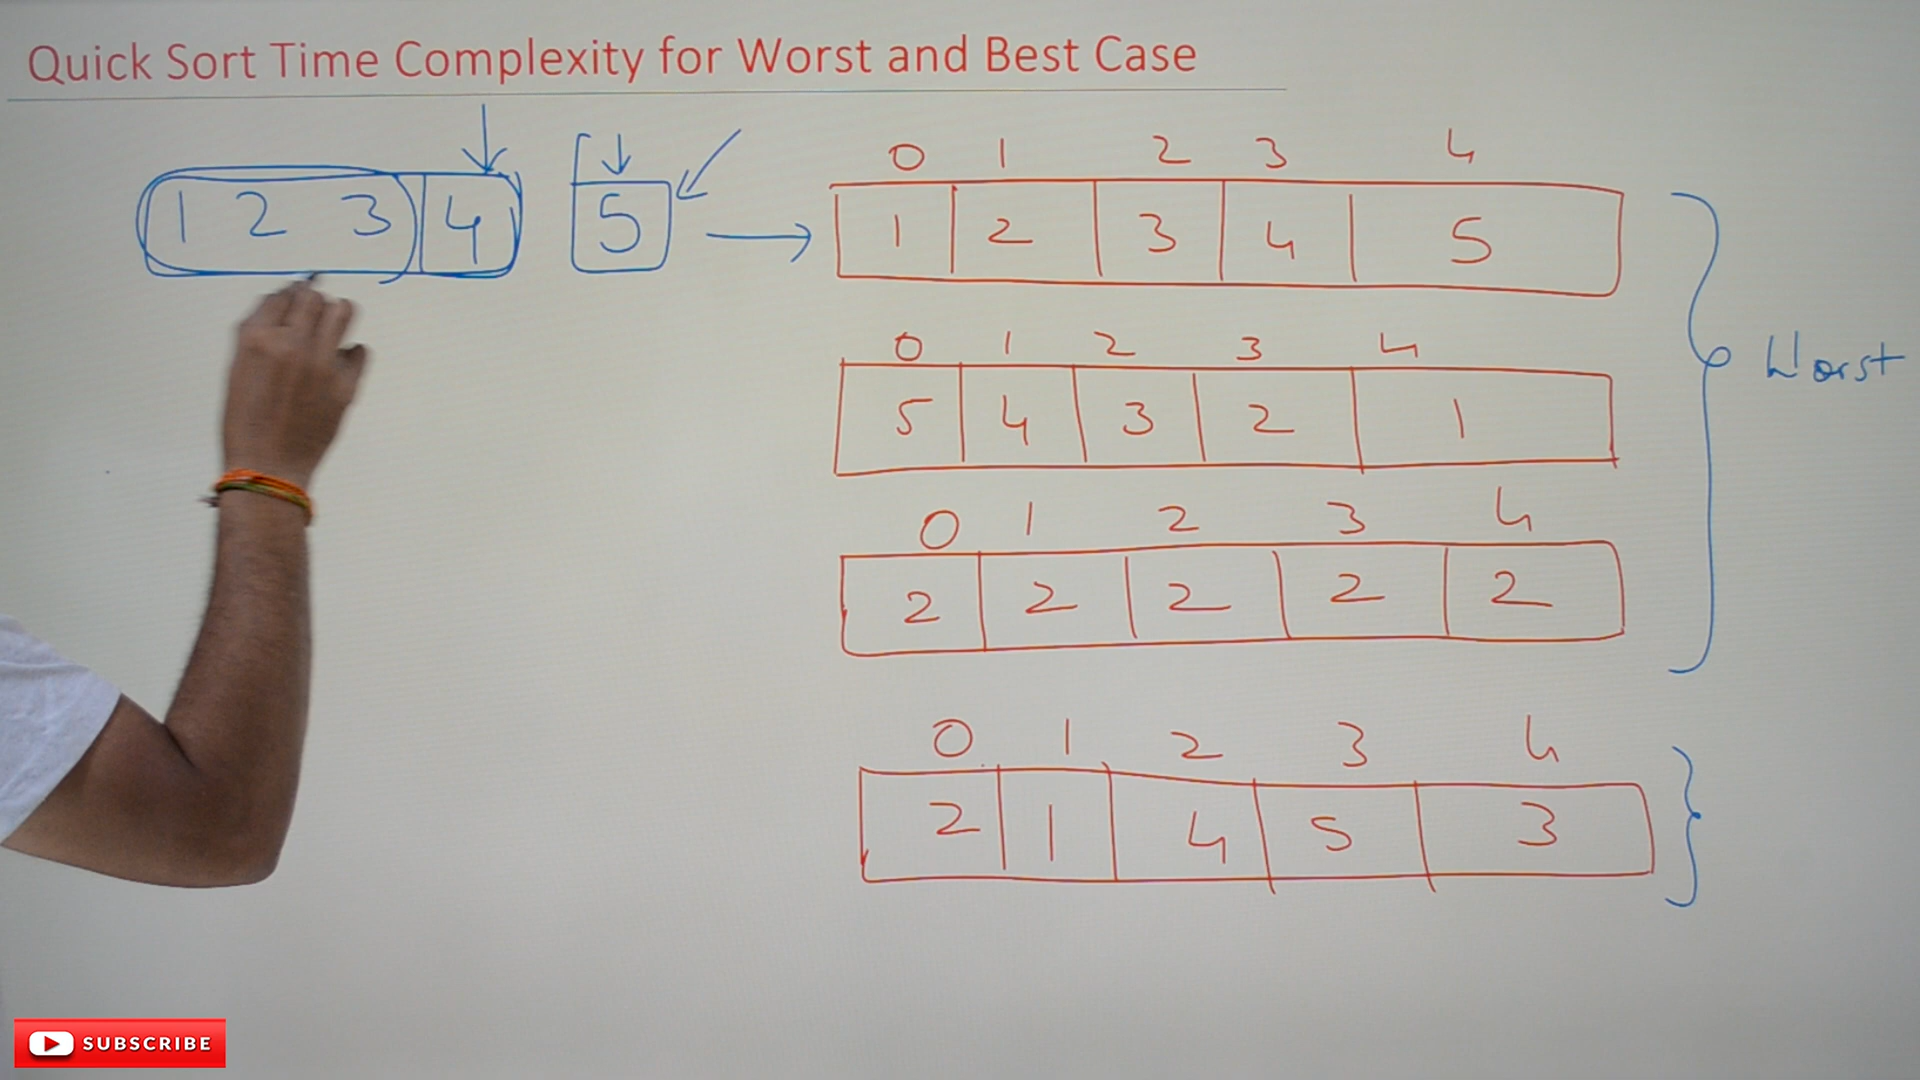 Quick Sort Time Complexity for Worst and Best Case
1 2 3 4 5
0 1 2 3 4
1 2 3 4 5
Worst
0 1 2 3 4
5 4 3 2 1
0 1 2 3 4
2 2 2 2 2
0 1 2 3 4
2 1 4 5 3
SUBSCRIBE